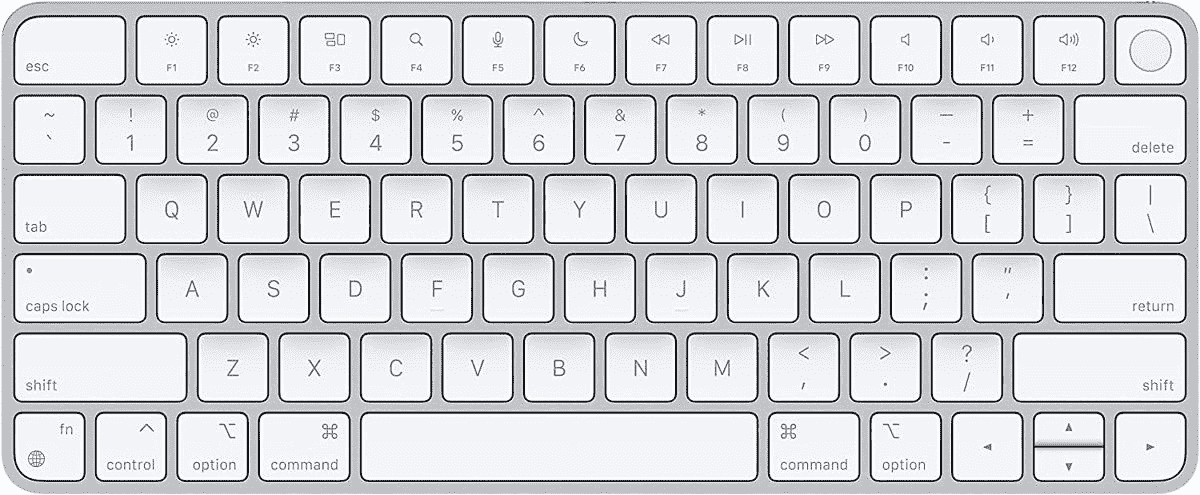 esc F1 F2 F3 F4 F5 F6 F7 F8 F9 F10 F11 F12
~ ! @ # $ % ^ & * ( ) — +
` 1 2 3 4 5 6 7 8 9 0 - = delete
tab Q W E R T Y U I O P { [ } ] | \
caps lock A S D F G H J K L : ; " ' return
shift Z X C V B N M < , > . ? / shift
fn ^ ⌥ ⌘ ⌘ ⌥ ◀ ▲ ▶
control option command command option ▼